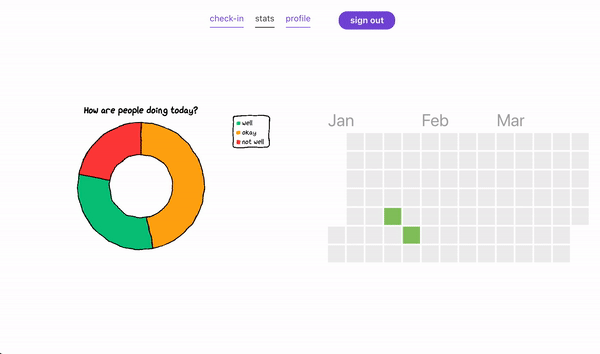 check-in stats profile sign out
How are people doing today?
well
okay
not well
Jan Feb Mar